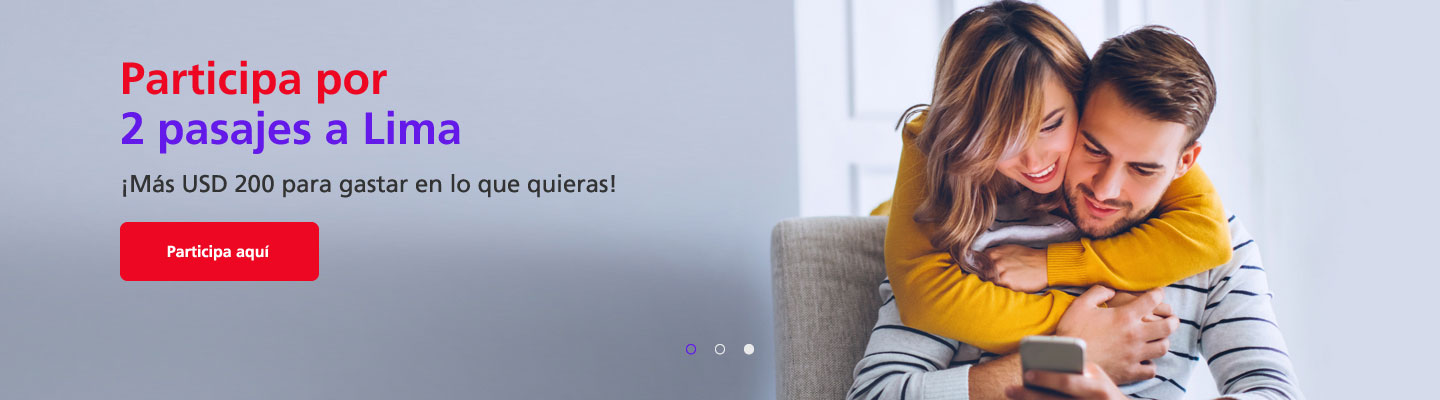 Participa por
2 pasajes a Lima
¡Más USD 200 para gastar en lo que quieras!
Participa aquí